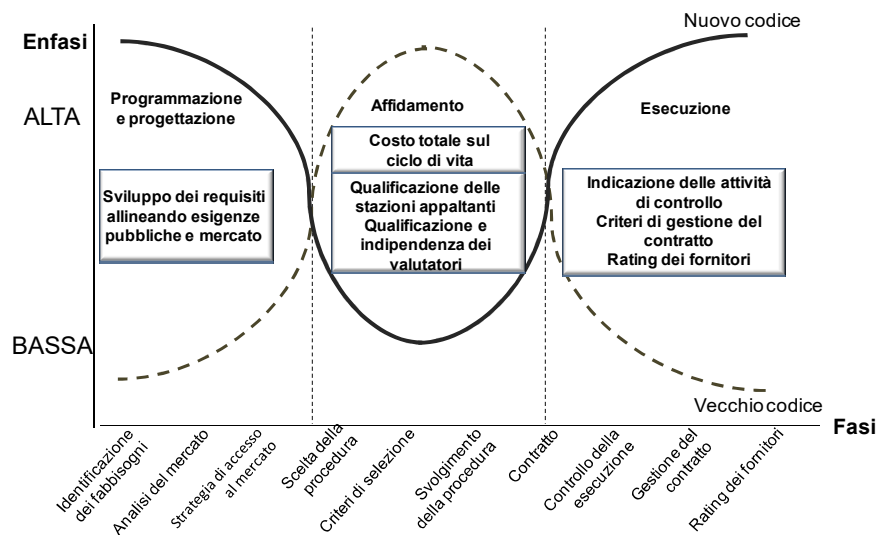 Nuovo codice
Enfasi
ALTA
Programmazione
e progettazione
Affidamento
Esecuzione
Costo totale sul
ciclo di vita
Sviluppo dei requisiti
allineando esigenze
pubbliche e mercato
Qualificazione delle
stazioni appaltanti
Qualificazione e
indipendenza dei
valutatori
Indicazione delle attività
di controllo
Criteri di gestione del
contratto
Rating dei fornitori
BASSA
Vecchio codice
Fasi
Identificazione
dei fabbisogni
Analisi del mercato
Strategia di accesso
al mercato
Scelta della
procedura
Criteri di selezione
Svolgimento
della procedura
Contratto
Controllo della
esecuzione
Gestione del
contratto
Rating dei fornitori